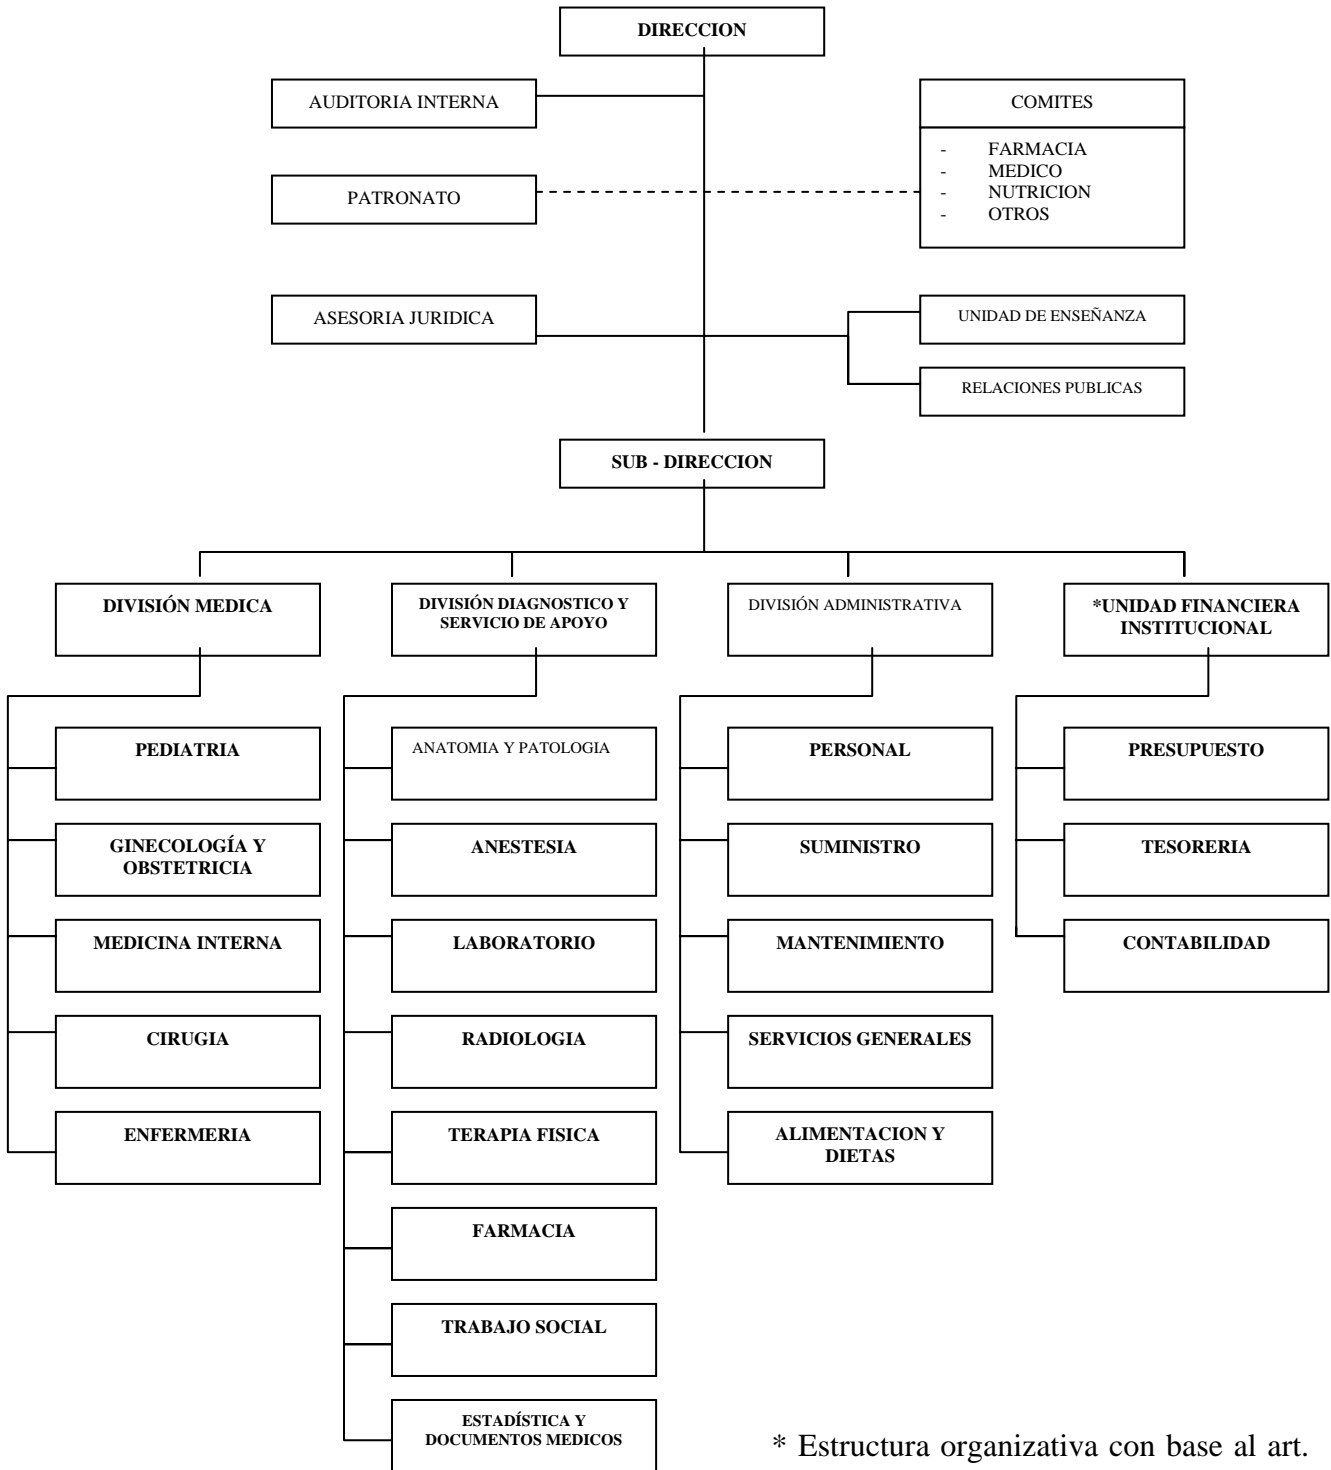 DIRECCION
AUDITORIA INTERNA
COMITES
- FARMACIA
- MEDICO
- NUTRICION
- OTROS
PATRONATO
ASESORIA JURIDICA
UNIDAD DE ENSEÑANZA
RELACIONES PUBLICAS
SUB - DIRECCION
DIVISIÓN MEDICA
DIVISIÓN DIAGNOSTICO Y
SERVICIO DE APOYO
DIVISIÓN ADMINISTRATIVA
*UNIDAD FINANCIERA
INSTITUCIONAL
PEDIATRIA
GINECOLOGÍA Y
OBSTETRICIA
MEDICINA INTERNA
CIRUGIA
ENFERMERIA
ANATOMIA Y PATOLOGIA
ANESTESIA
LABORATORIO
RADIOLOGIA
TERAPIA FISICA
FARMACIA
TRABAJO SOCIAL
ESTADÍSTICA Y
DOCUMENTOS MEDICOS
PERSONAL
SUMINISTRO
MANTENIMIENTO
SERVICIOS GENERALES
ALIMENTACION Y
DIETAS
PRESUPUESTO
TESORERIA
CONTABILIDAD
* Estructura organizativa con base al art.